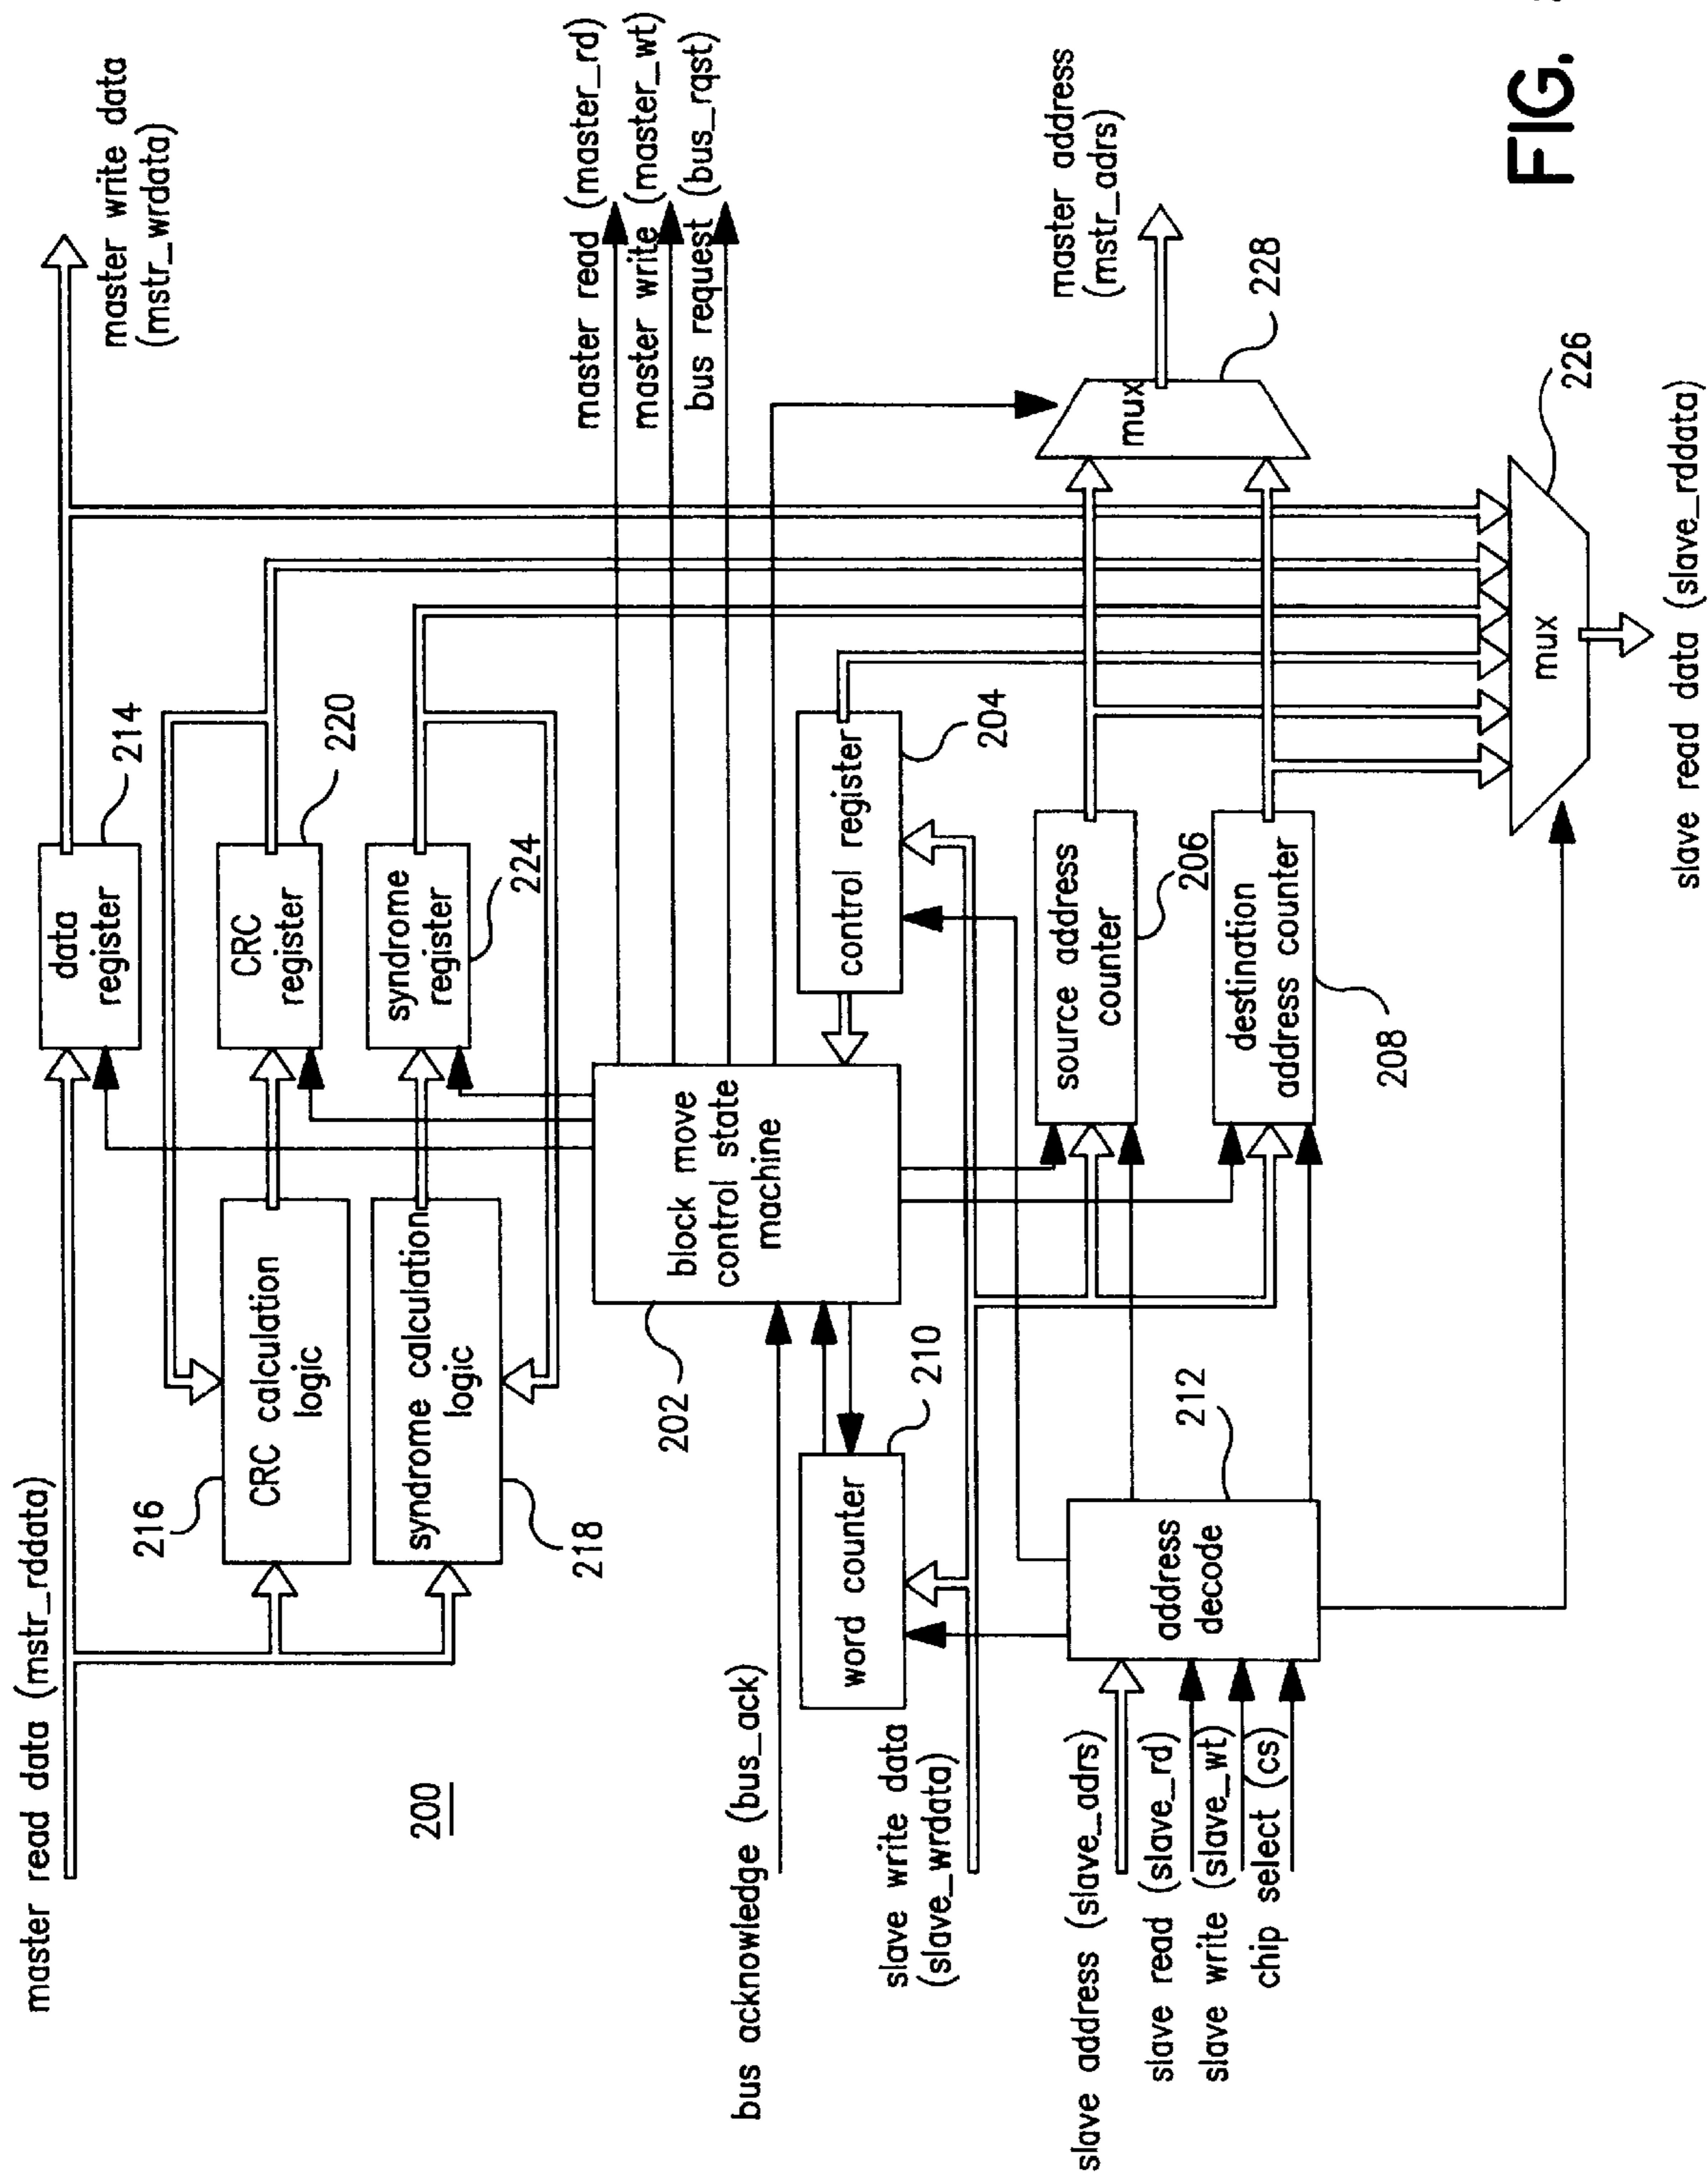 master read data (mstr_rddata)
master write data
(mstr_wrdata)
data
register
214
216
CRC calculation
logic
CRC
register
220
syndrome calculation
logic
218
syndrome
register
224
200
master read (master_rd)
master write (master_wt)
bus request (bus_rqst)
block move
control state
machine
202
bus acknowledge (bus_ack)
word counter
210
control register
204
slave write data
(slave_wrdata)
source address
counter
206
destination
address counter
208
mux
228
master address
(mstr_adrs)
address
decode
212
slave address (slave_adrs)
slave read (slave_rd)
slave write (slave_wt)
chip select (cs)
mux
226
slave read data (slave_rddata)
FIG.